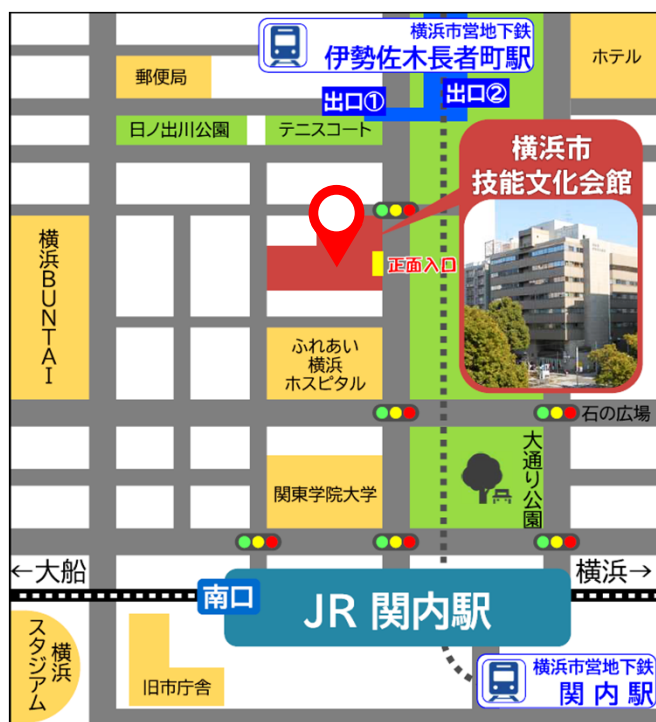 横浜市営地下鉄
伊勢佐木長者町駅
ホテル
郵便局
出口①
出口②
日ノ出川公園
テニスコート
横浜市
技能文化会館
正面入口
横浜BUNTAI
ふれあい
横浜
ホスピタル
石の広場
大通り公園
関東学院大学
←大船
横浜→
南口
JR 関内駅
横浜
スタジアム
旧市庁舎
横浜市営地下鉄
関内駅